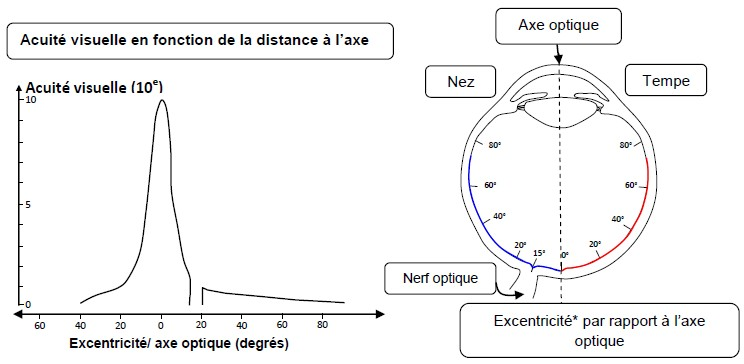 Acuité visuelle en fonction de la distance à l'axe
Acuité visuelle (10e)
10
5
0
60 40 20 0 20 40 60 80
Excentricité/ axe optique (degrés)
Axe optique
Nez
Tempe
80° 80°
60° 60°
40° 40°
20° 15° 0° 20°
Nerf optique
Excentricité* par rapport à l'axe
optique